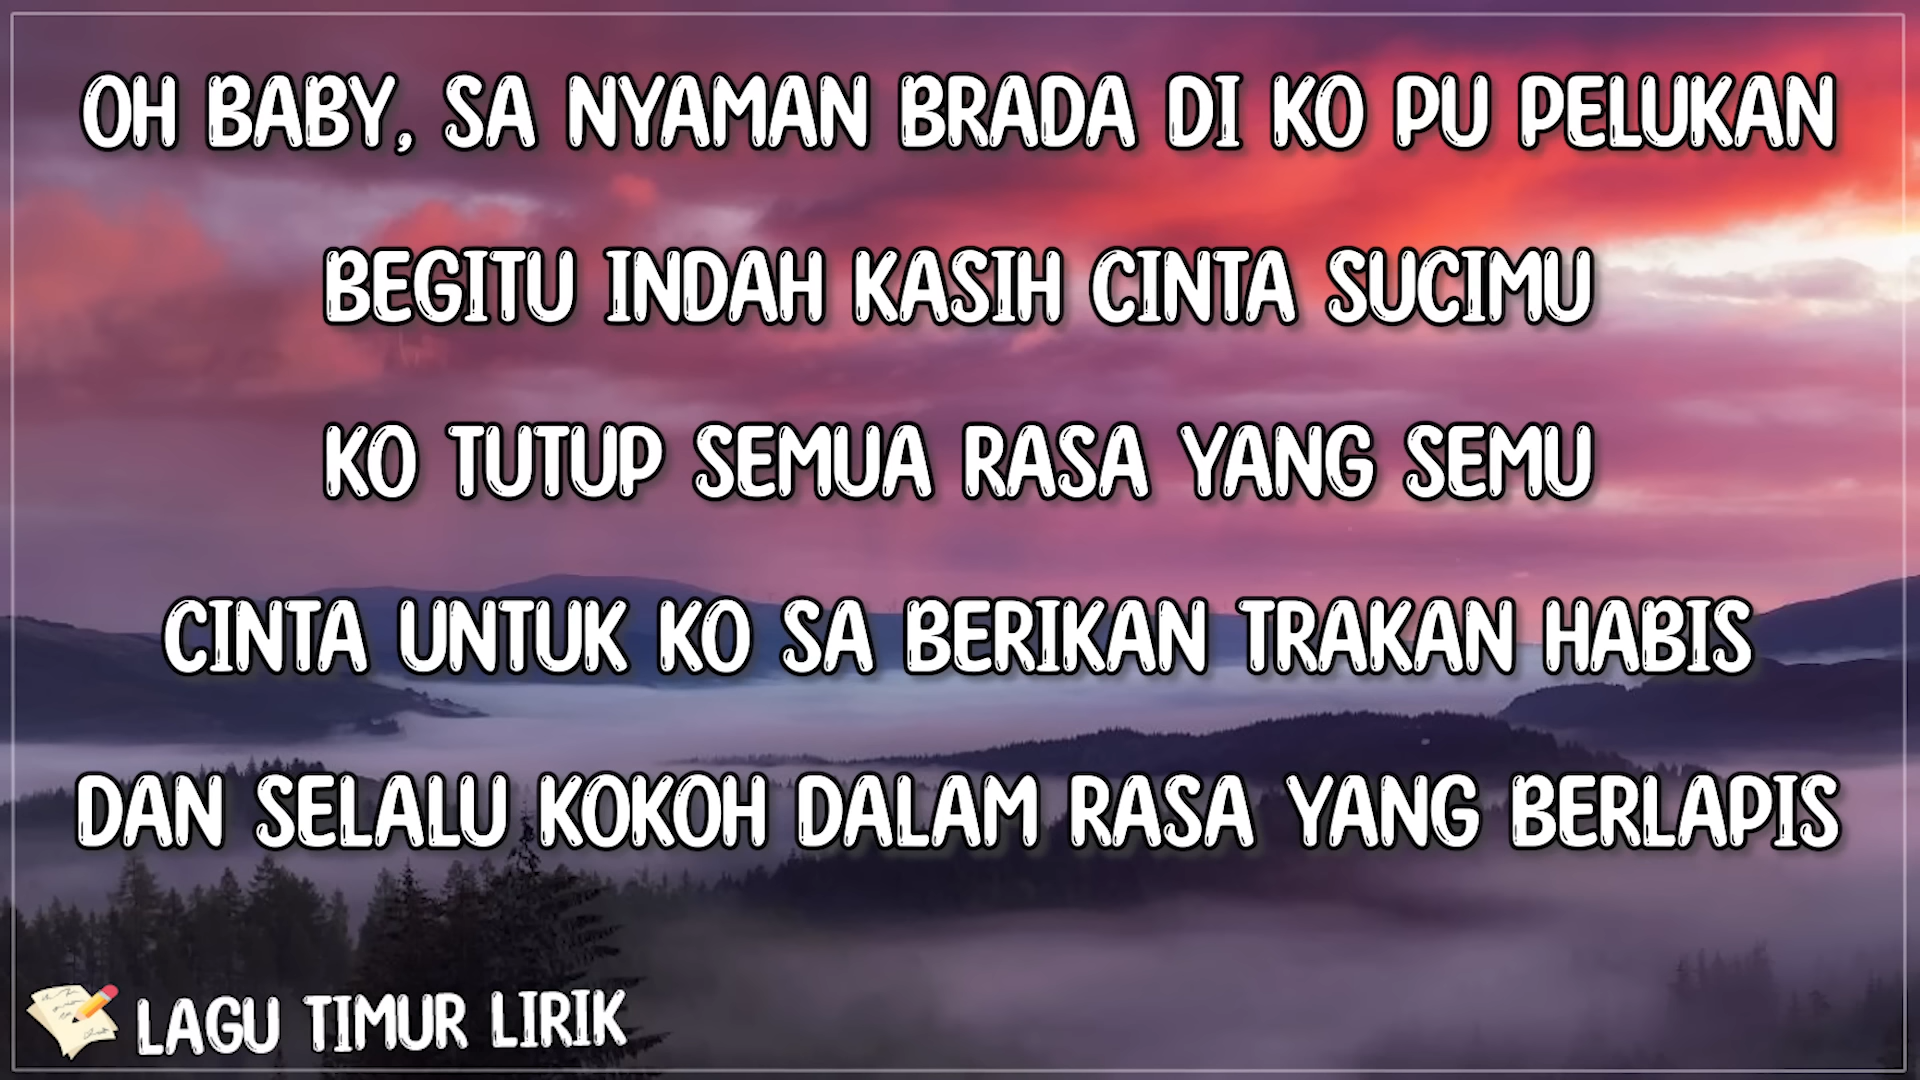 OH BABY, SA NYAMAN BRADA DI KO PU PELUKAN
BEGITU INDAH KASIH CINTA SUCIMU
KO TUTUP SEMUA RASA YANG SEMU
CINTA UNTUK KO SA BERIKAN TRAKAN HABIS
DAN SELALU KOKOH DALAM RASA YANG BERLAPIS
LAGU TIMUR LIRIK